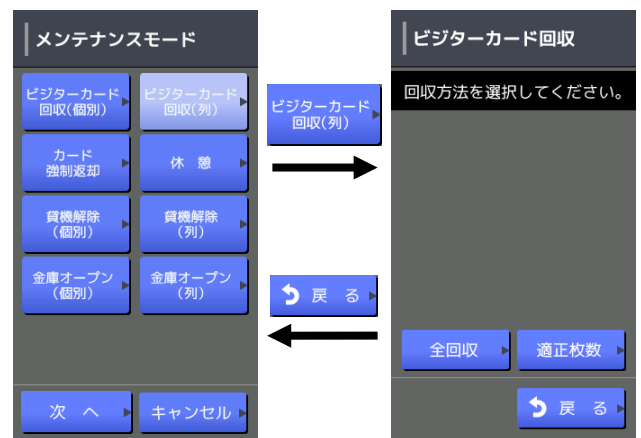 メンテナンスモード
ビジターカード
回収(個別)
ビジターカード
回収(列)
カード
強制返却
休 憩
貸機解除
(個別)
貸機解除
(列)
金庫オープン
(個別)
金庫オープン
(列)
次 へ
キャンセル
ビジターカード
回収(列)
戻 る
ビジターカード回収
回収方法を選択してください。
全回収
適正枚数
戻 る